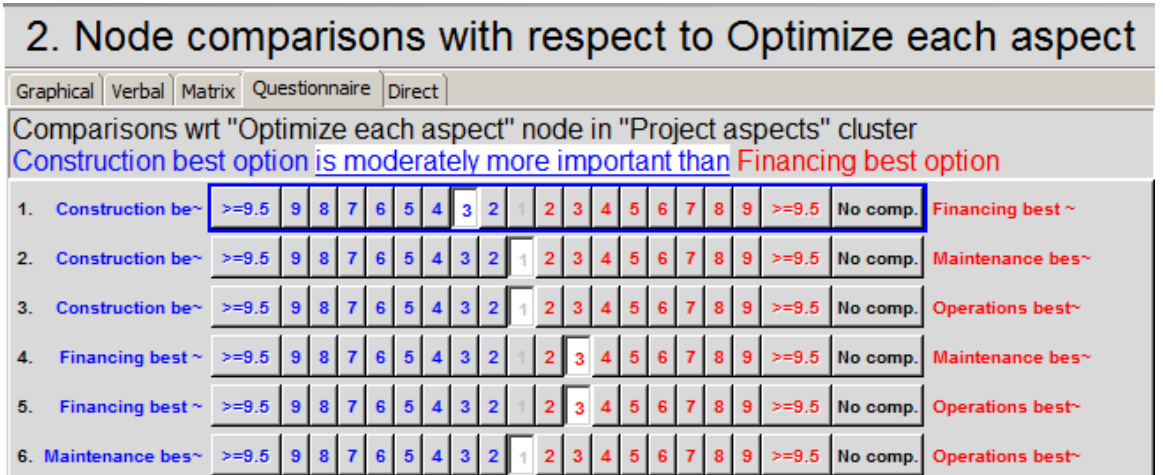 2. Node comparisons with respect to Optimize each aspect
Graphical Verbal Matrix Questionnaire Direct
Comparisons wrt "Optimize each aspect" node in "Project aspects" cluster
Construction best option is moderately more important than Financing best option
1. Construction be~ >=9.5 9 8 7 6 5 4 3 2 1 2 3 4 5 6 7 8 9 >=9.5 No comp. Financing best ~
2. Construction be~ >=9.5 9 8 7 6 5 4 3 2 1 2 3 4 5 6 7 8 9 >=9.5 No comp. Maintenance bes~
3. Construction be~ >=9.5 9 8 7 6 5 4 3 2 1 2 3 4 5 6 7 8 9 >=9.5 No comp. Operations best~
4. Financing best ~ >=9.5 9 8 7 6 5 4 3 2 1 2 3 4 5 6 7 8 9 >=9.5 No comp. Maintenance bes~
5. Financing best ~ >=9.5 9 8 7 6 5 4 3 2 1 2 3 4 5 6 7 8 9 >=9.5 No comp. Operations best~
6. Maintenance bes~ >=9.5 9 8 7 6 5 4 3 2 1 2 3 4 5 6 7 8 9 >=9.5 No comp. Operations best~